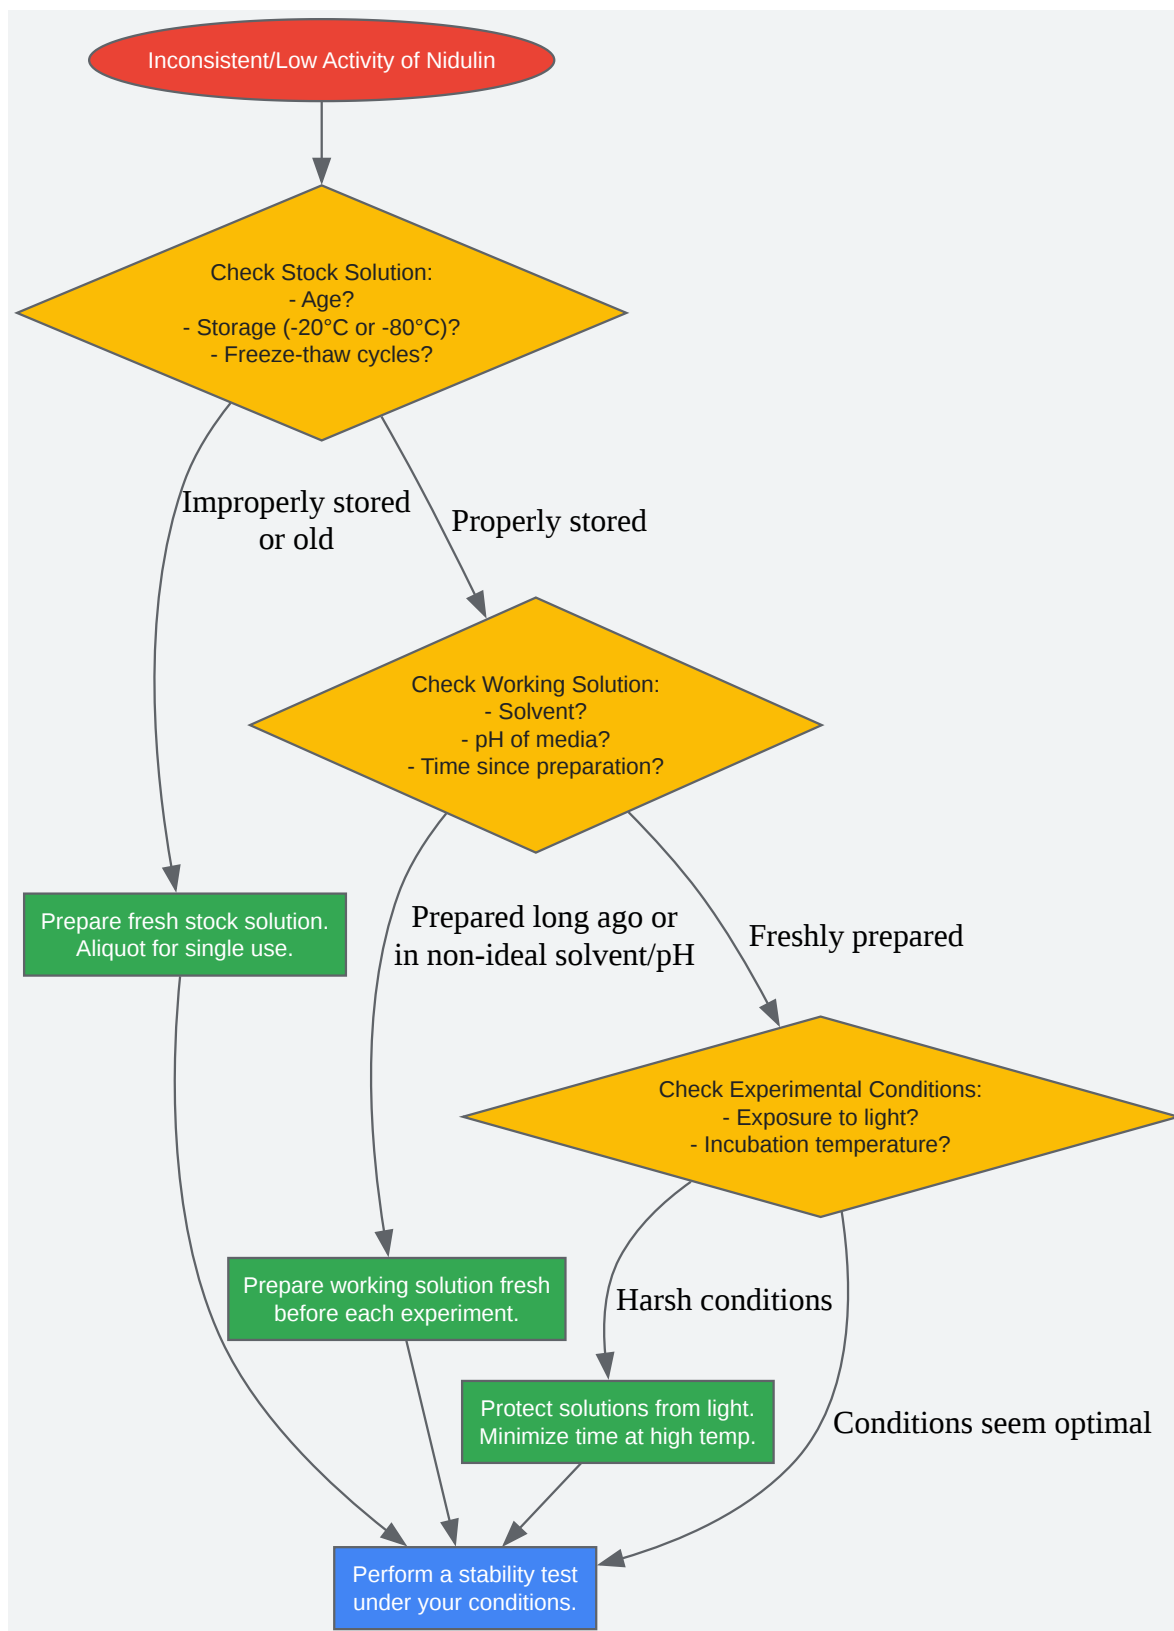 Inconsistent/Low Activity of Nidulin
Check Stock Solution:
- Age?
- Storage (-20°C or -80°C)?
- Freeze-thaw cycles?
Improperly stored
or old
Properly stored
Check Working Solution:
- Solvent?
- pH of media?
- Time since preparation?
Prepare fresh stock solution.
Aliquot for single use.
Prepared long ago or
in non-ideal solvent/pH
Freshly prepared
Check Experimental Conditions:
- Exposure to light?
- Incubation temperature?
Prepare working solution fresh
before each experiment.
Harsh conditions
Protect solutions from light.
Minimize time at high temp.
Conditions seem optimal
Perform a stability test
under your conditions.